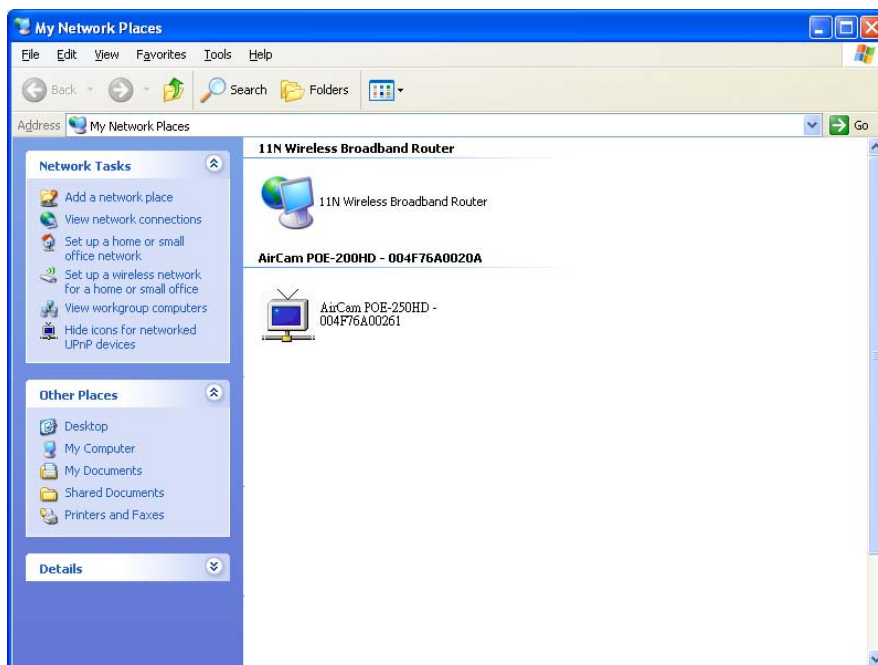 My Network Places
File Edit View Favorites Tools Help
Back Search Folders
Address My Network Places Go
Network Tasks
Add a network place
View network connections
Set up a home or small
office network
Set up a wireless network
for a home or small office
View workgroup computers
Hide icons for networked
UPnP devices
Other Places
Desktop
My Computer
My Documents
Shared Documents
Printers and Faxes
Details
11N Wireless Broadband Router
11N Wireless Broadband Router
AirCam POE-200HD - 004F76A0020A
AirCam POE-250HD -
004F76A00261